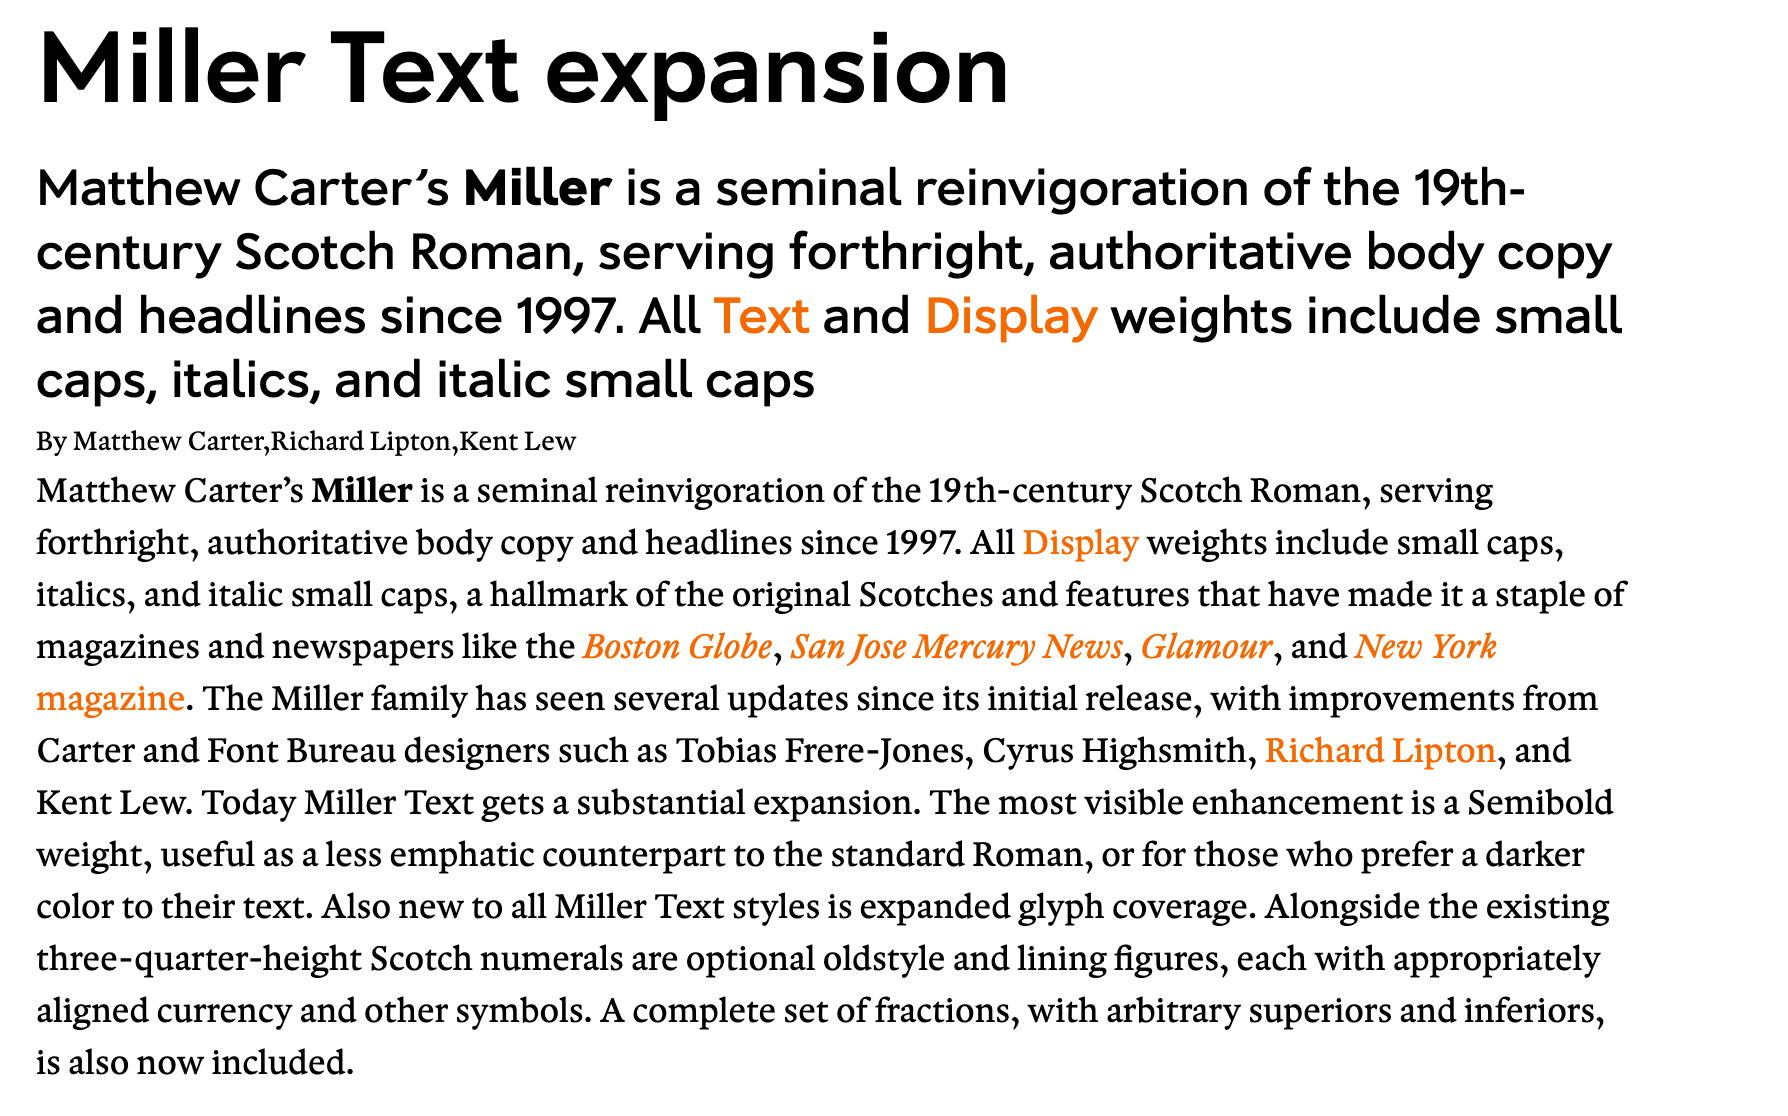 Miller Text expansion
Matthew Carter’s Miller is a seminal reinvigoration of the 19th-
century Scotch Roman, serving forthright, authoritative body copy
and headlines since 1997. All Text and Display weights include small
caps, italics, and italic small caps
By Matthew Carter,Richard Lipton,Kent Lew
Matthew Carter’s Miller is a seminal reinvigoration of the 19th-century Scotch Roman, serving
forthright, authoritative body copy and headlines since 1997. All Display weights include small caps,
italics, and italic small caps, a hallmark of the original Scotches and features that have made it a staple of
magazines and newspapers like the Boston Globe, San Jose Mercury News, Glamour, and New York
magazine. The Miller family has seen several updates since its initial release, with improvements from
Carter and Font Bureau designers such as Tobias Frere-Jones, Cyrus Highsmith, Richard Lipton, and
Kent Lew. Today Miller Text gets a substantial expansion. The most visible enhancement is a Semibold
weight, useful as a less emphatic counterpart to the standard Roman, or for those who prefer a darker
color to their text. Also new to all Miller Text styles is expanded glyph coverage. Alongside the existing
three-quarter-height Scotch numerals are optional oldstyle and lining figures, each with appropriately
aligned currency and other symbols. A complete set of fractions, with arbitrary superiors and inferiors,
is also now included.